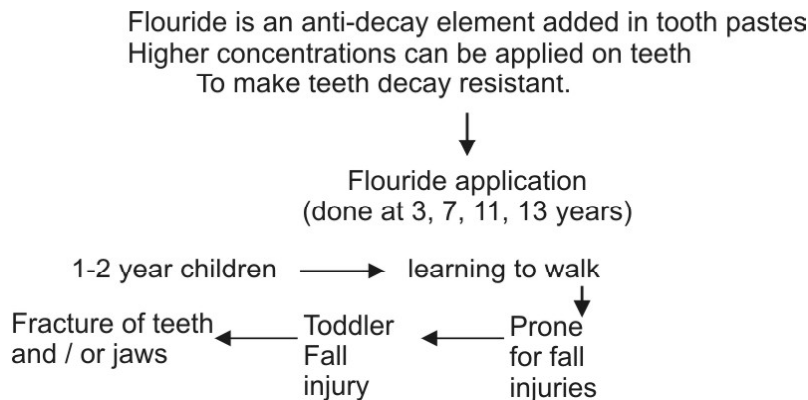 Flouride is an anti-decay element added in tooth pastes
Higher concentrations can be applied on teeth
To make teeth decay resistant.
Flouride application
(done at 3, 7, 11, 13 years)
1-2 year children
learning to walk
Prone
for fall
injuries
Toddler
Fall
injury
Fracture of teeth
and / or jaws